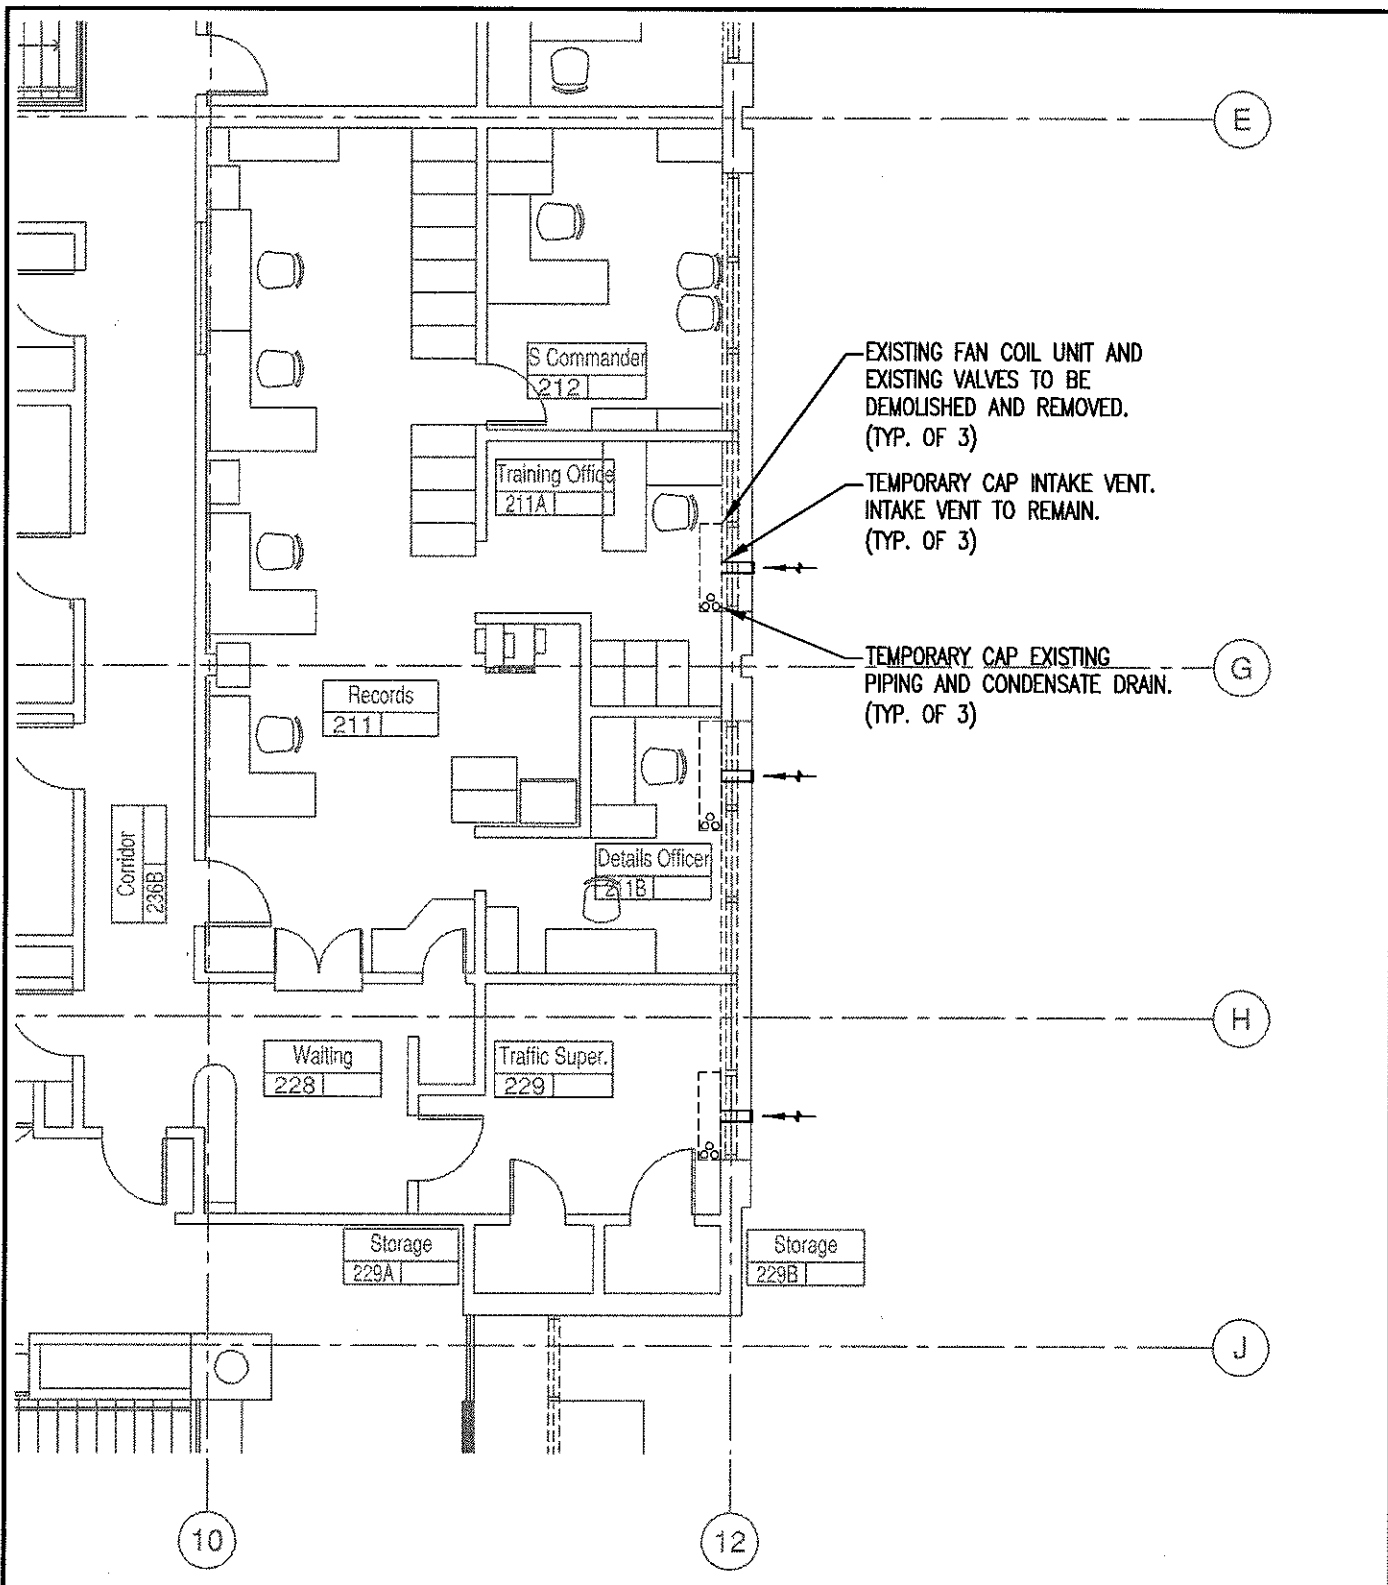 E
S Commander
212
EXISTING FAN COIL UNIT AND
EXISTING VALVES TO BE
DEMOLISHED AND REMOVED.
(TYP. OF 3)
Training Office
211A
TEMPORARY CAP INTAKE VENT.
INTAKE VENT TO REMAIN.
(TYP. OF 3)
TEMPORARY CAP EXISTING
PIPING AND CONDENSATE DRAIN.
(TYP. OF 3)
G
Records
211
Corridor
236B
Details Officer
211B
H
Waiting
228
Traffic Super.
229
Storage
229A
Storage
229B
J
10
12